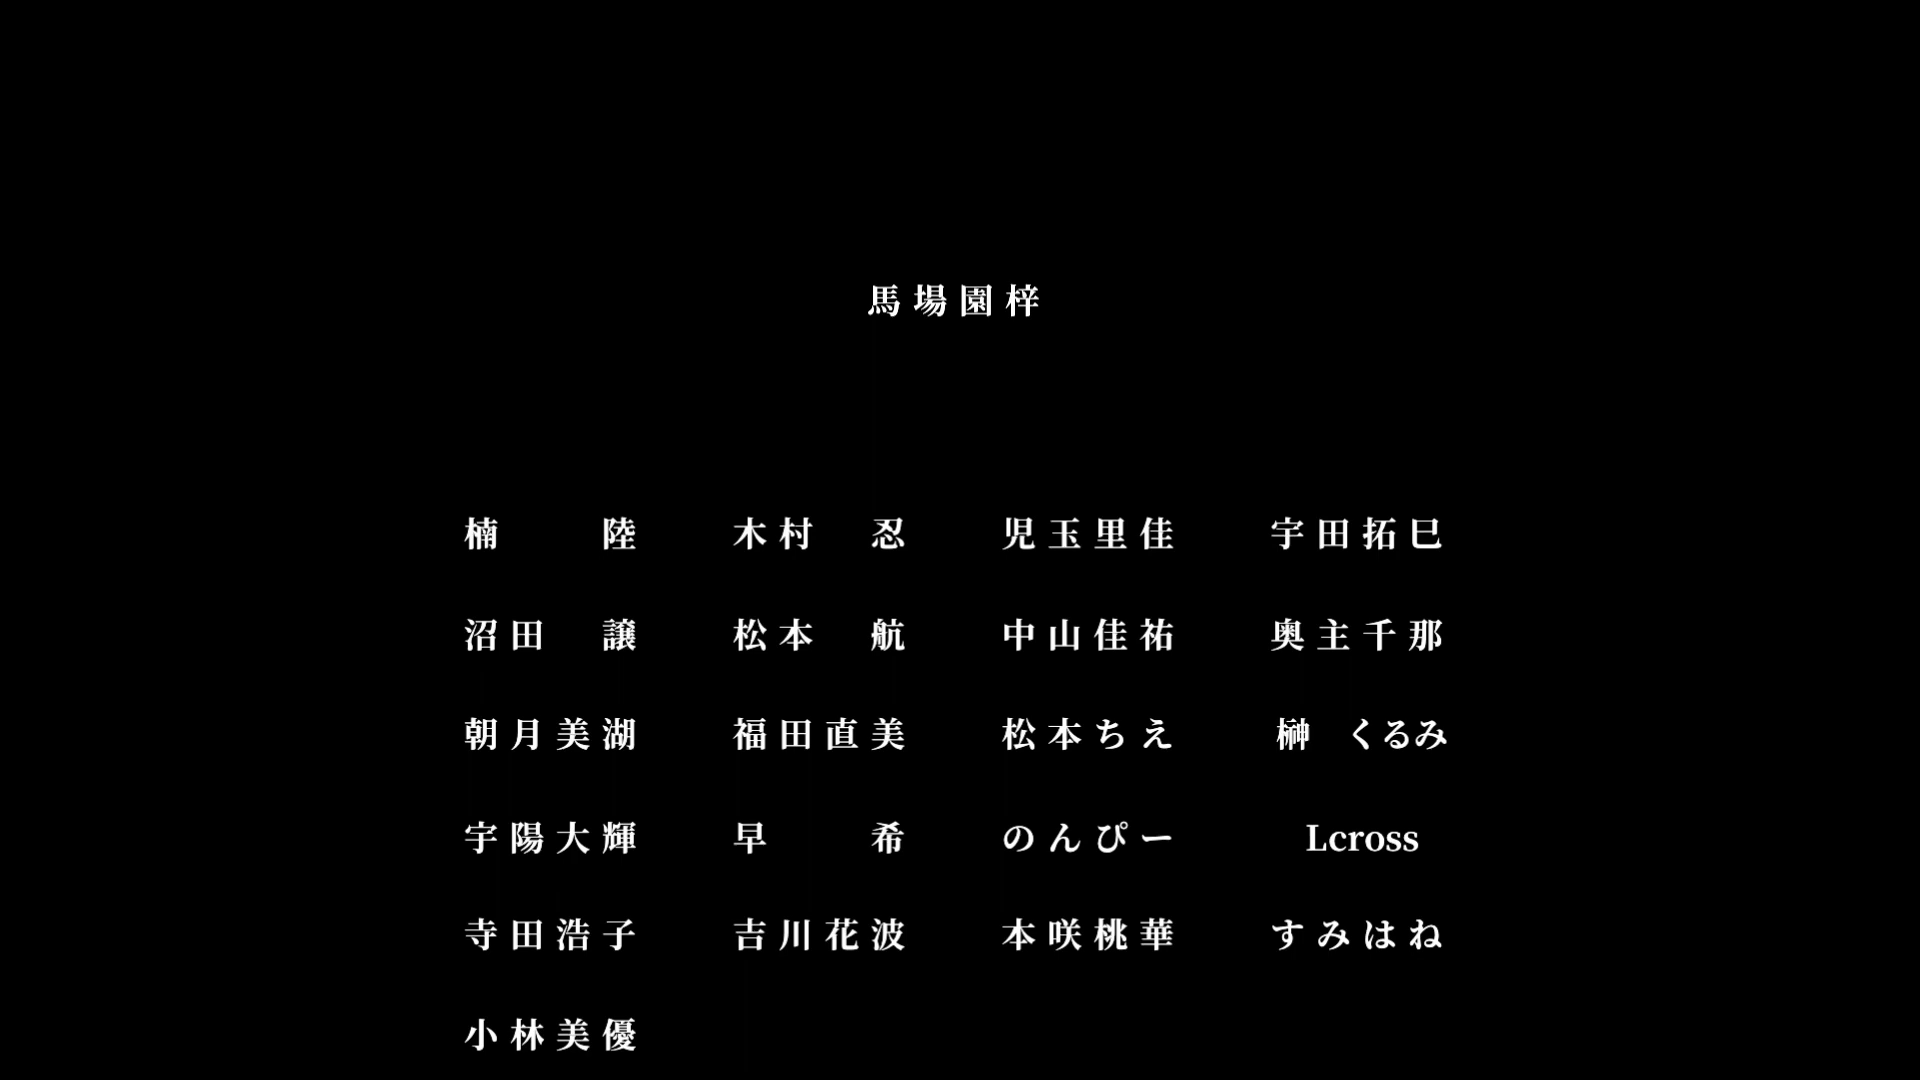 馬場園梓
楠　陸　木村　忍　児玉里佳　宇田拓巳
沼田　譲　松本　航　中山佳祐　奥主千那
朝月美湖　福田直美　松本ちえ　榊　くるみ
宇陽大輝　早　希　のんぴー　Lcross
寺田浩子　吉川花波　本咲桃華　すみはね
小林美優